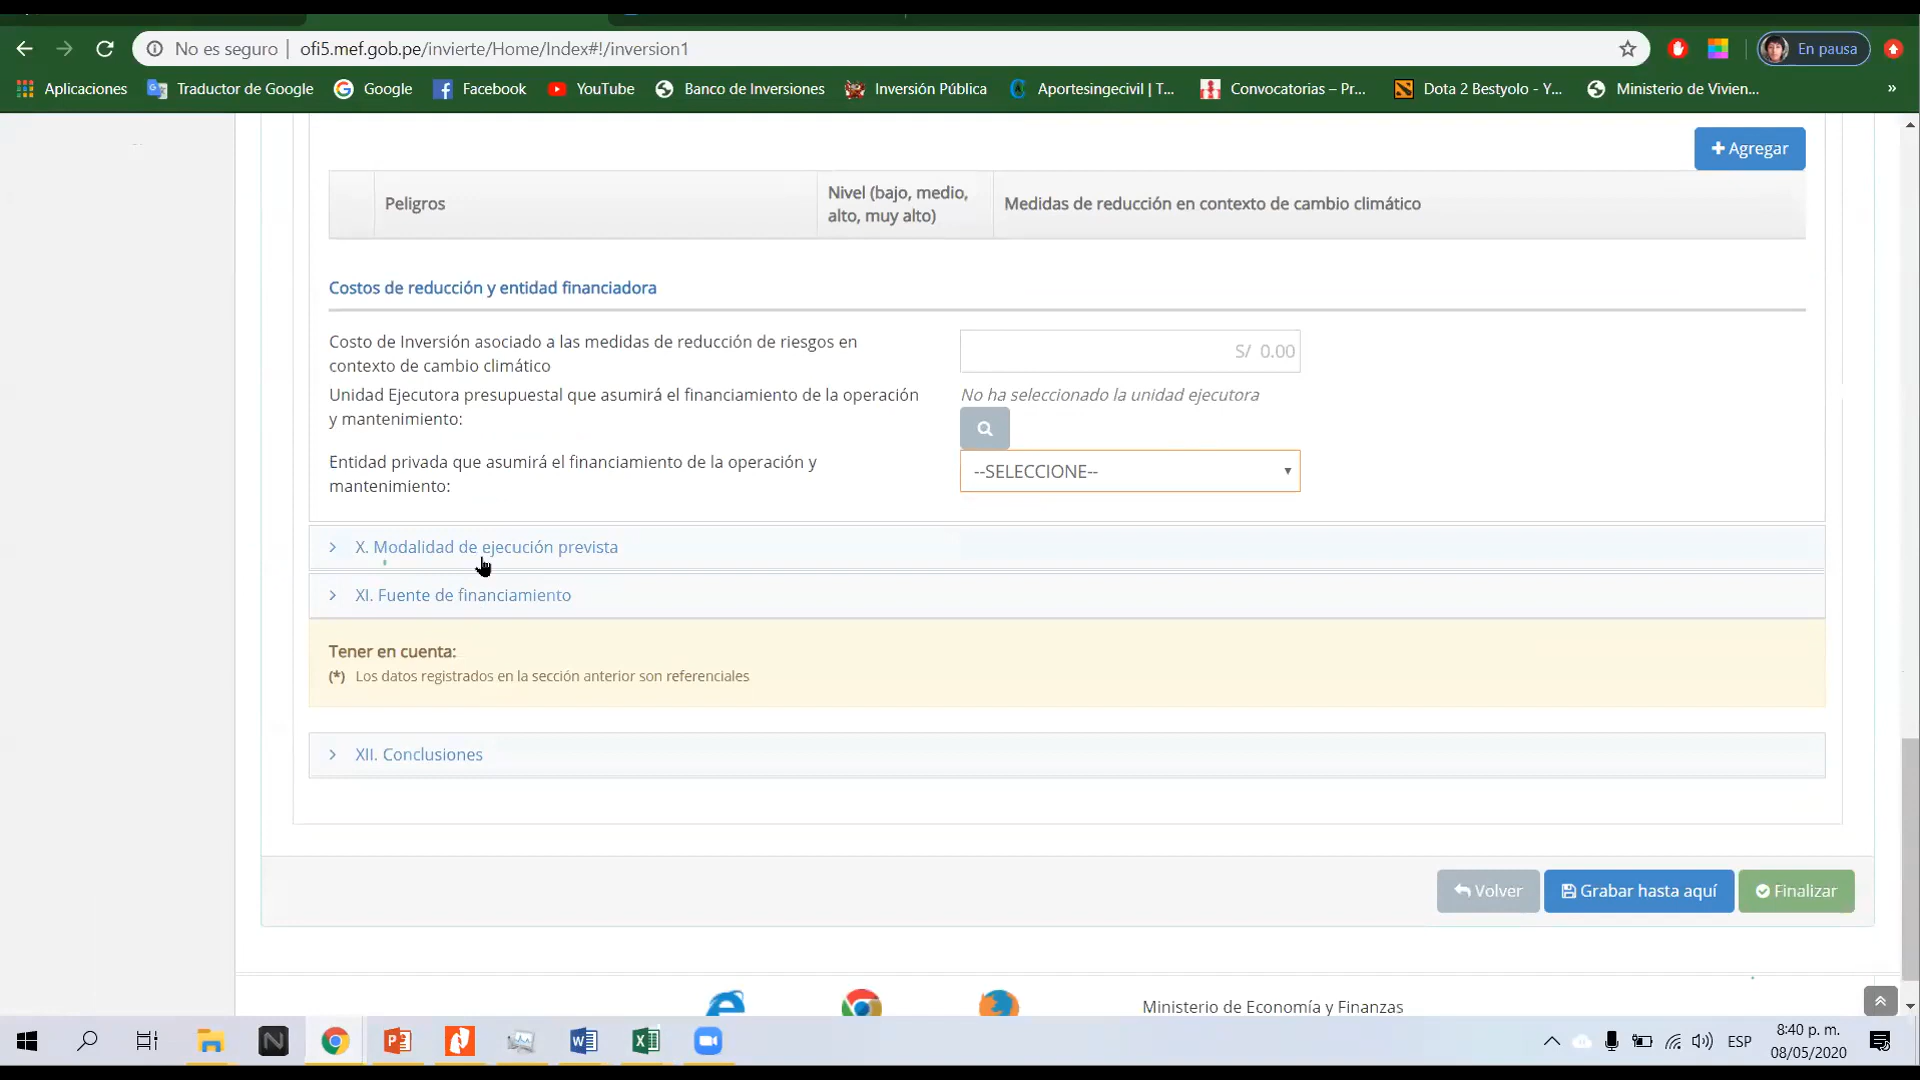 No es seguro
ofi5.mef.gob.pe/invierte/Home/Index#!/inversion1
En pausa
Aplicaciones
Traductor de Google
Google
Facebook
YouTube
Banco de Inversiones
Inversión Pública
Aportesingecivil | T...
Convocatorias – Pr...
Dota 2 Bestyolo - Y...
Ministerio de Vivien...
»
Agregar
Peligros
Nivel (bajo, medio,
alto, muy alto)
Medidas de reducción en contexto de cambio climático
Costos de reducción y entidad financiadora
Costo de Inversión asociado a las medidas de reducción de riesgos en
contexto de cambio climático
S/ 0.00
Unidad Ejecutora presupuestal que asumirá el financiamiento de la operación
y mantenimiento:
No ha seleccionado la unidad ejecutora
Entidad privada que asumirá el financiamiento de la operación y
mantenimiento:
--SELECCIONE--
X. Modalidad de ejecución prevista
XI. Fuente de financiamiento
Tener en cuenta:
(*) Los datos registrados en la sección anterior son referenciales
XII. Conclusiones
Volver
Grabar hasta aquí
Finalizar
Ministerio de Economía y Finanzas
ESP
8:40 p. m.
08/05/2020